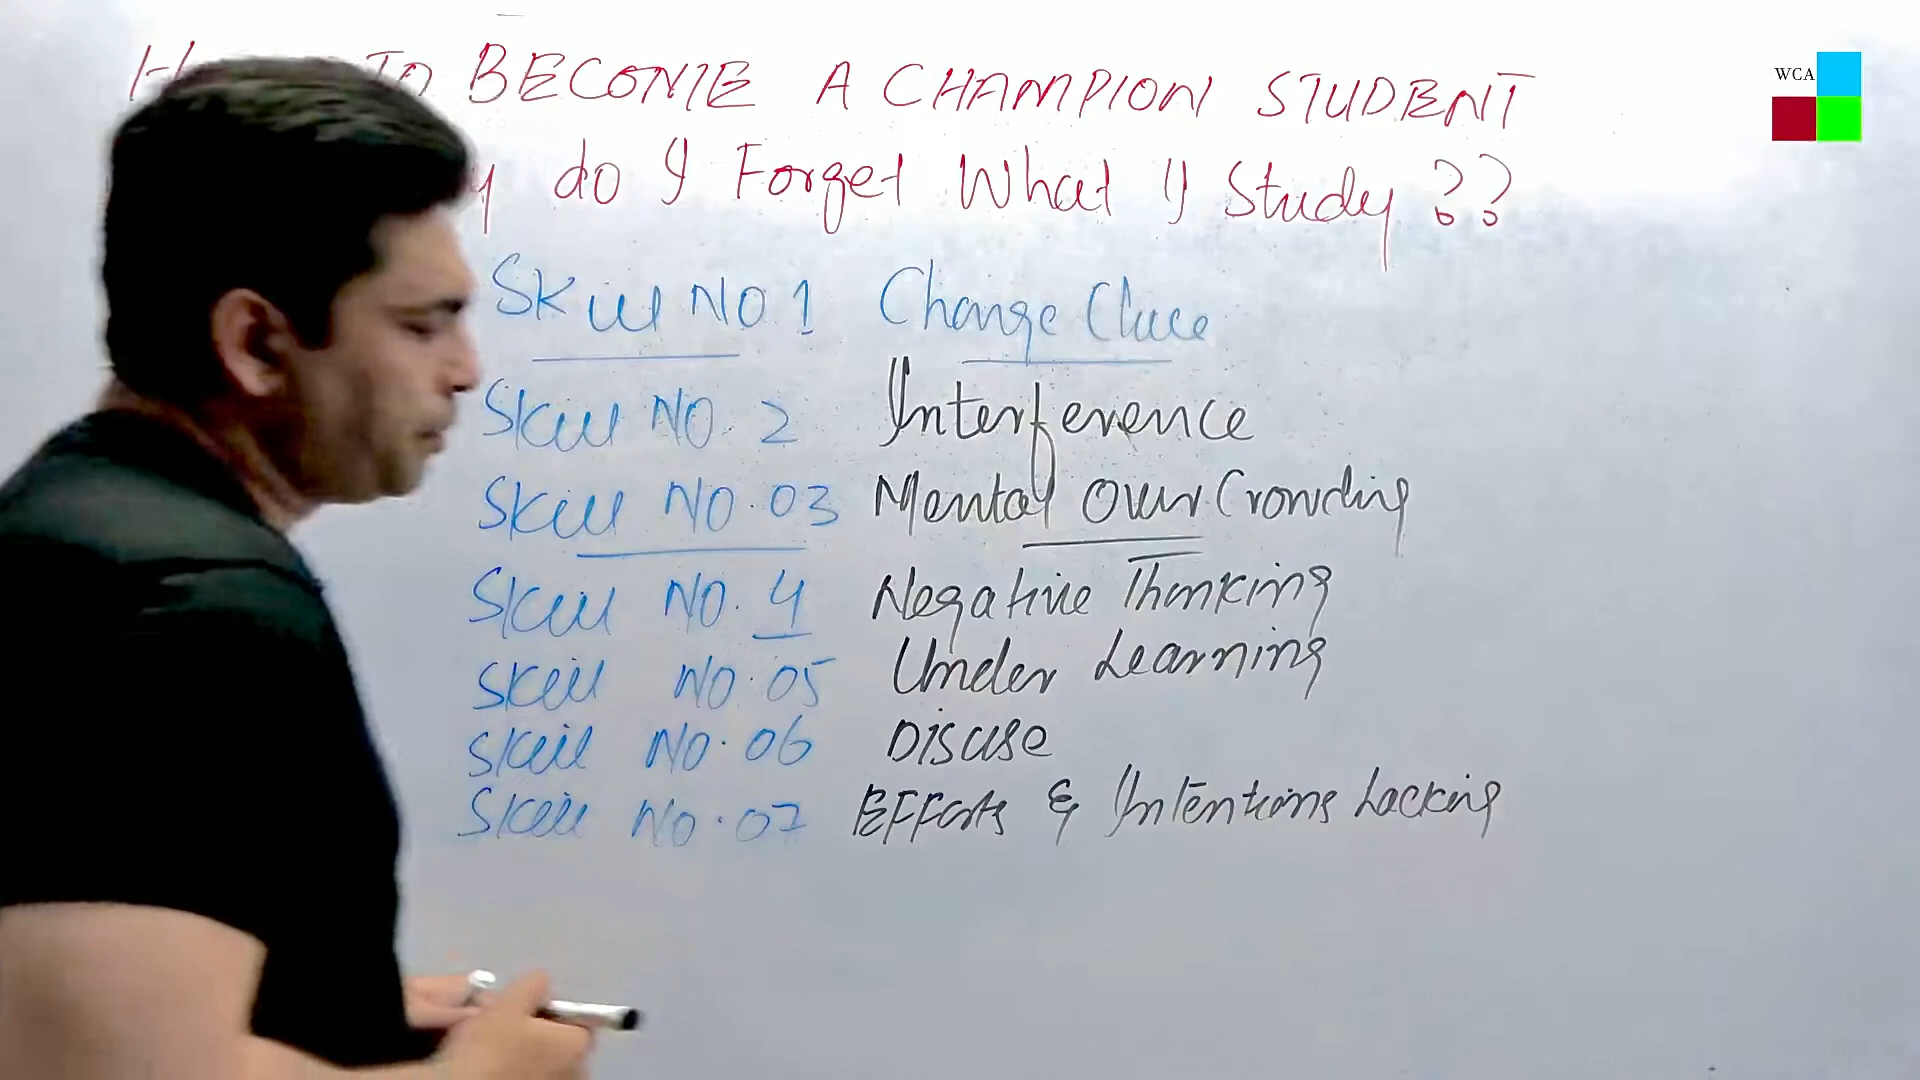 TO BECOME A CHAMPION STUDENT
do I Forget What I Study ??
Skill NO 1 Change Cluce
Skill NO. 2 Interference
Skill NO. 03 Mental Over Crowding
Skill NO. 4 Negative Thinking
Skill NO. 05 Under Learning
Skill NO. 06 Disuse
Skill NO. 07 Efforts & Intentions Lacking
WCA